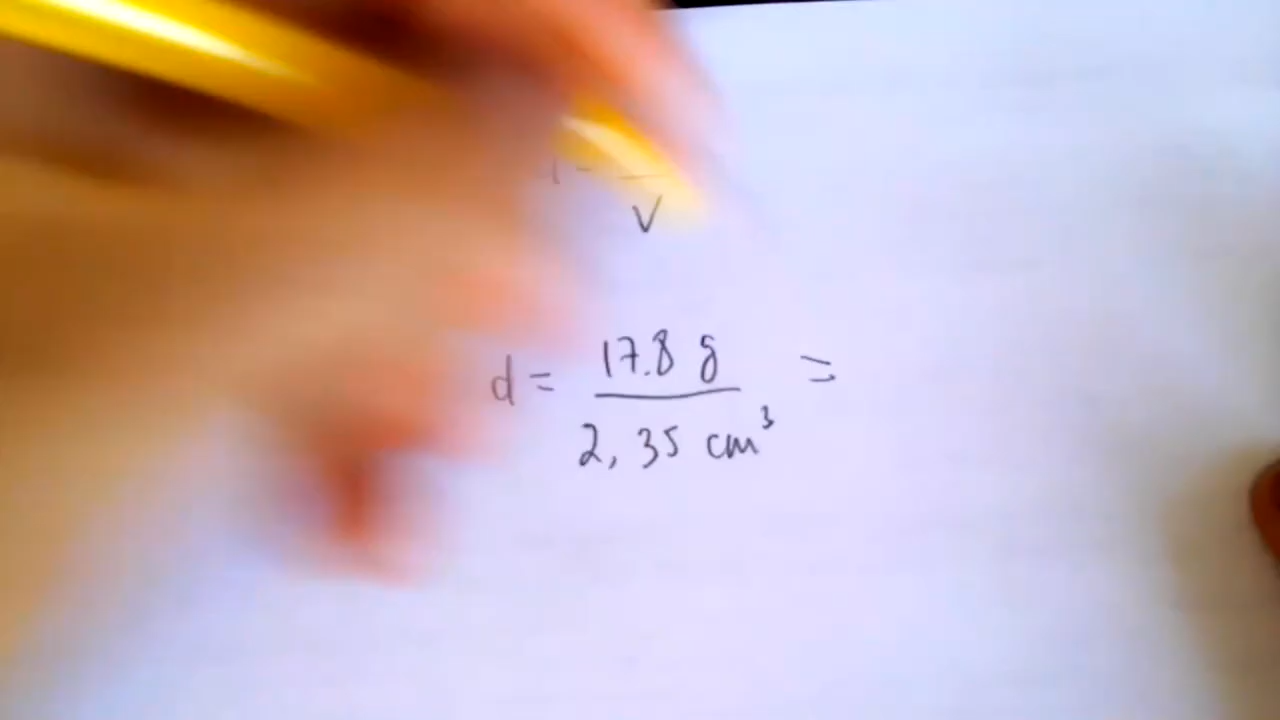 V
d = 17.8 g =
2,35 cm³